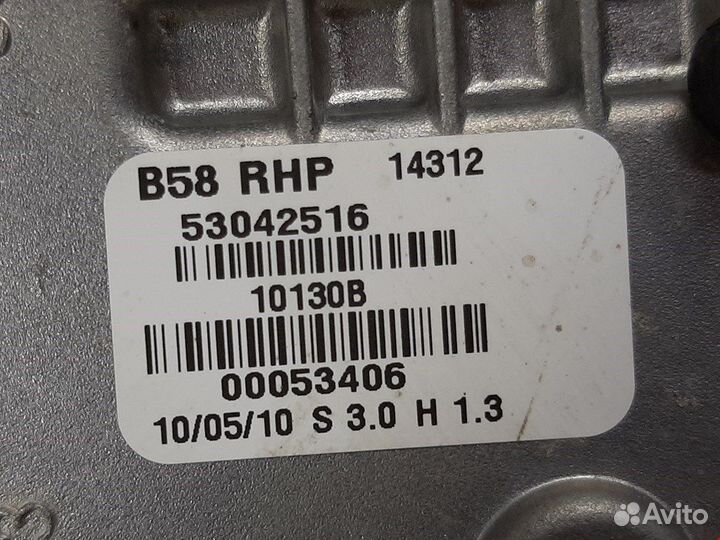 B58 RHP 14312
53042516
10130B
00053406
10/05/10 S 3.0 H 1.3
Avito